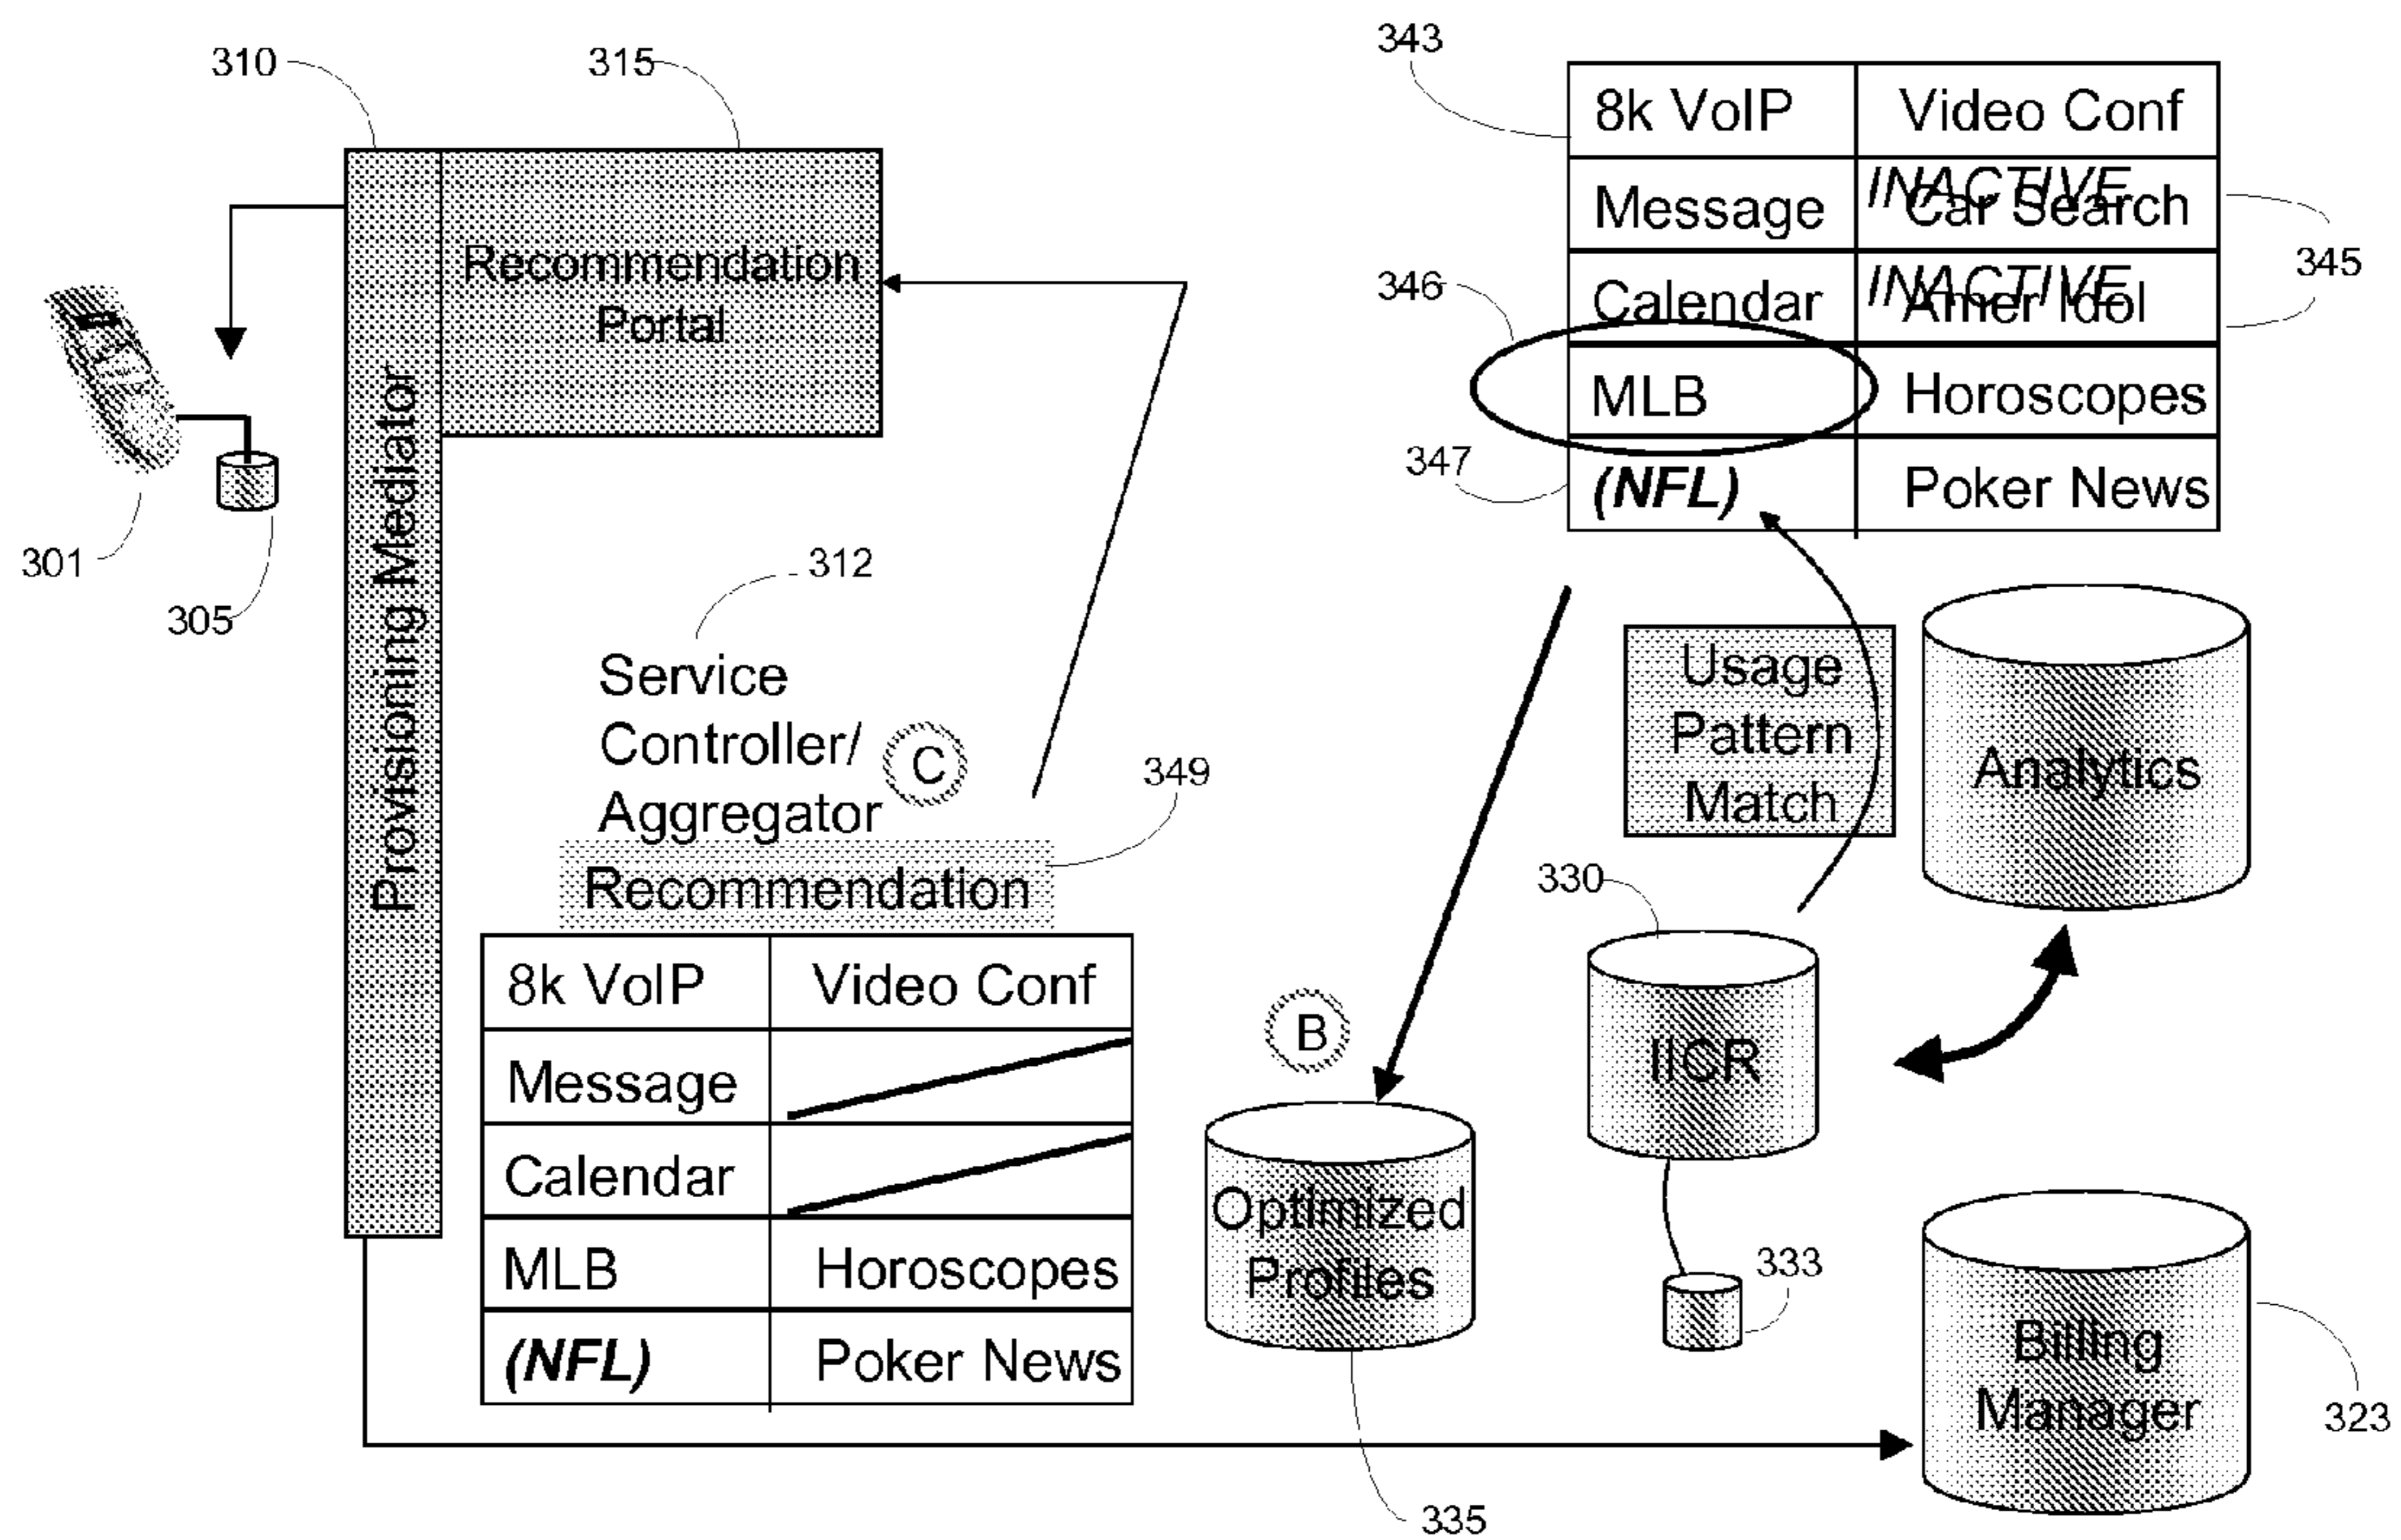 310
315
343
8k VoIP
Video Conf
Message
INACTIVE
Car Search
345
346
Calendar
INACTIVE
Amer Idol
MLB
Horoscopes
347
(NFL)
Poker News
Recommendation
Portal
Provisioning Mediator
301
305
312
Service
Controller/
Aggregator
C
349
Recommendation
8k VoIP
Video Conf
Message
Calendar
MLB
Horoscopes
(NFL)
Poker News
Usage
Pattern
Match
Analytics
330
IICR
B
Optimized
Profiles
333
335
Billing
Manager
323